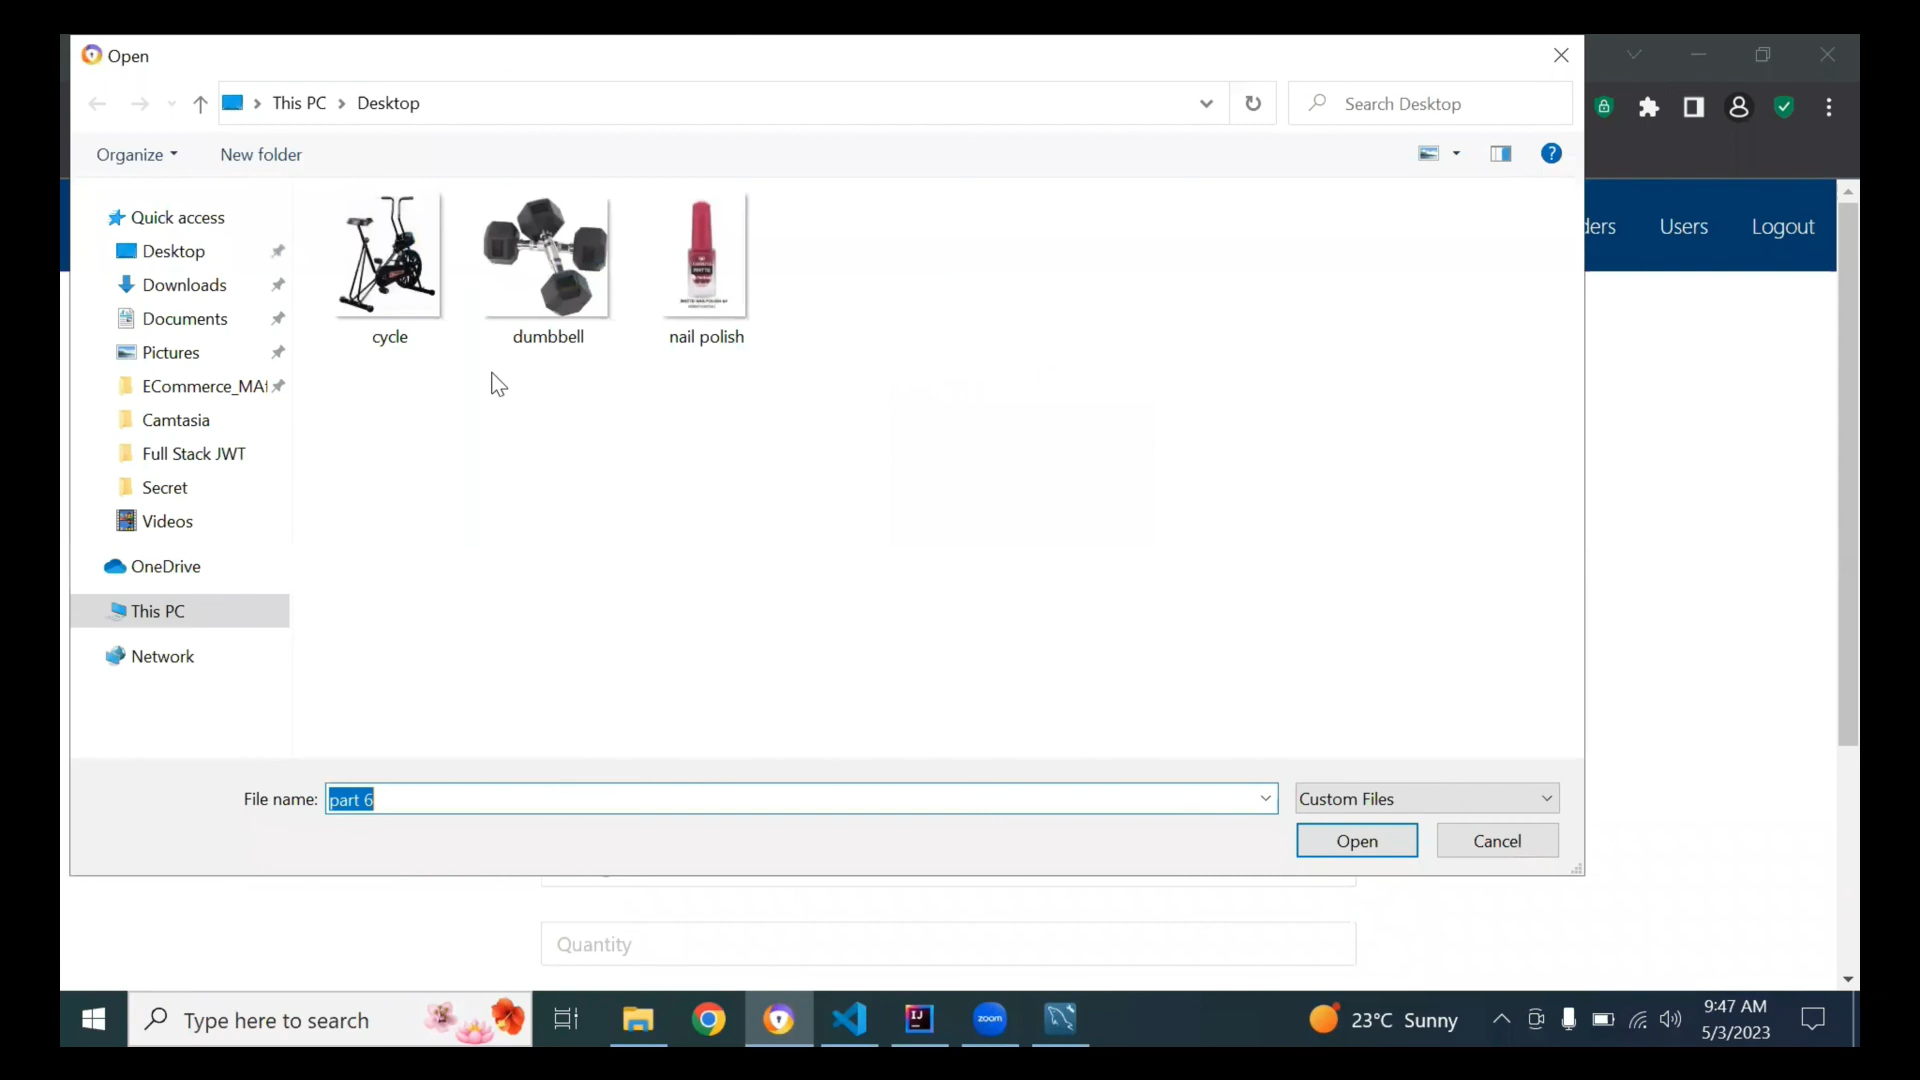 Open
This PC
Desktop
Search Desktop
Organize
New folder
ders
Users
Logout
Quick access
Desktop
Downloads
Documents
Pictures
ECommerce_MA
Camtasia
Full Stack JWT
Secret
Videos
OneDrive
This PC
Network
cycle
dumbbell
nail polish
File name:
part 6
Custom Files
Open
Cancel
Quantity
Type here to search
IJ
zoom
23°C Sunny
9:47 AM
5/3/2023